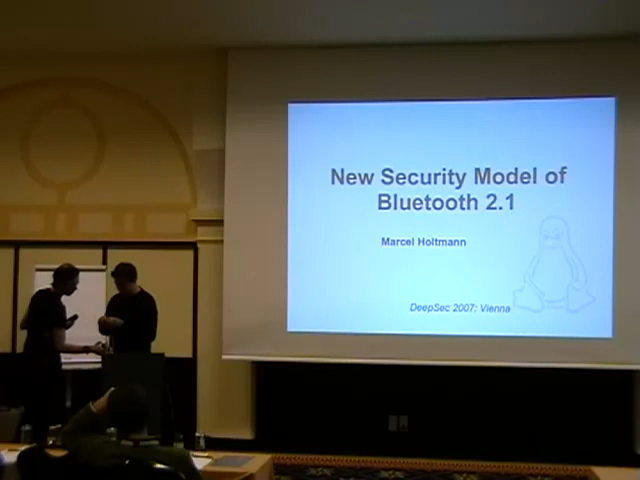 New Security Model of
Bluetooth 2.1
Marcel Holtmann
DeepSec 2007: Vienna